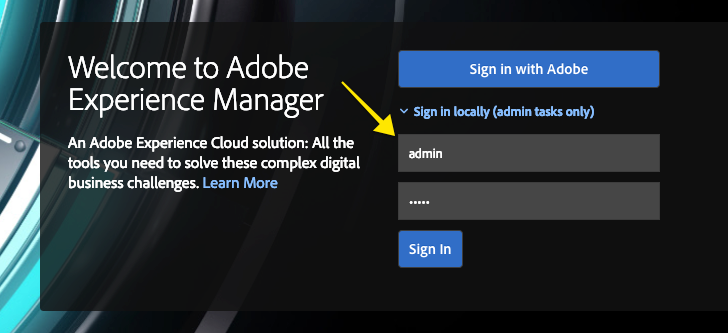 Welcome to Adobe
Experience Manager
An Adobe Experience Cloud solution: All the
tools you need to solve these complex digital
business challenges. Learn More
Sign in with Adobe
Sign in locally (admin tasks only)
admin
•••••
Sign In